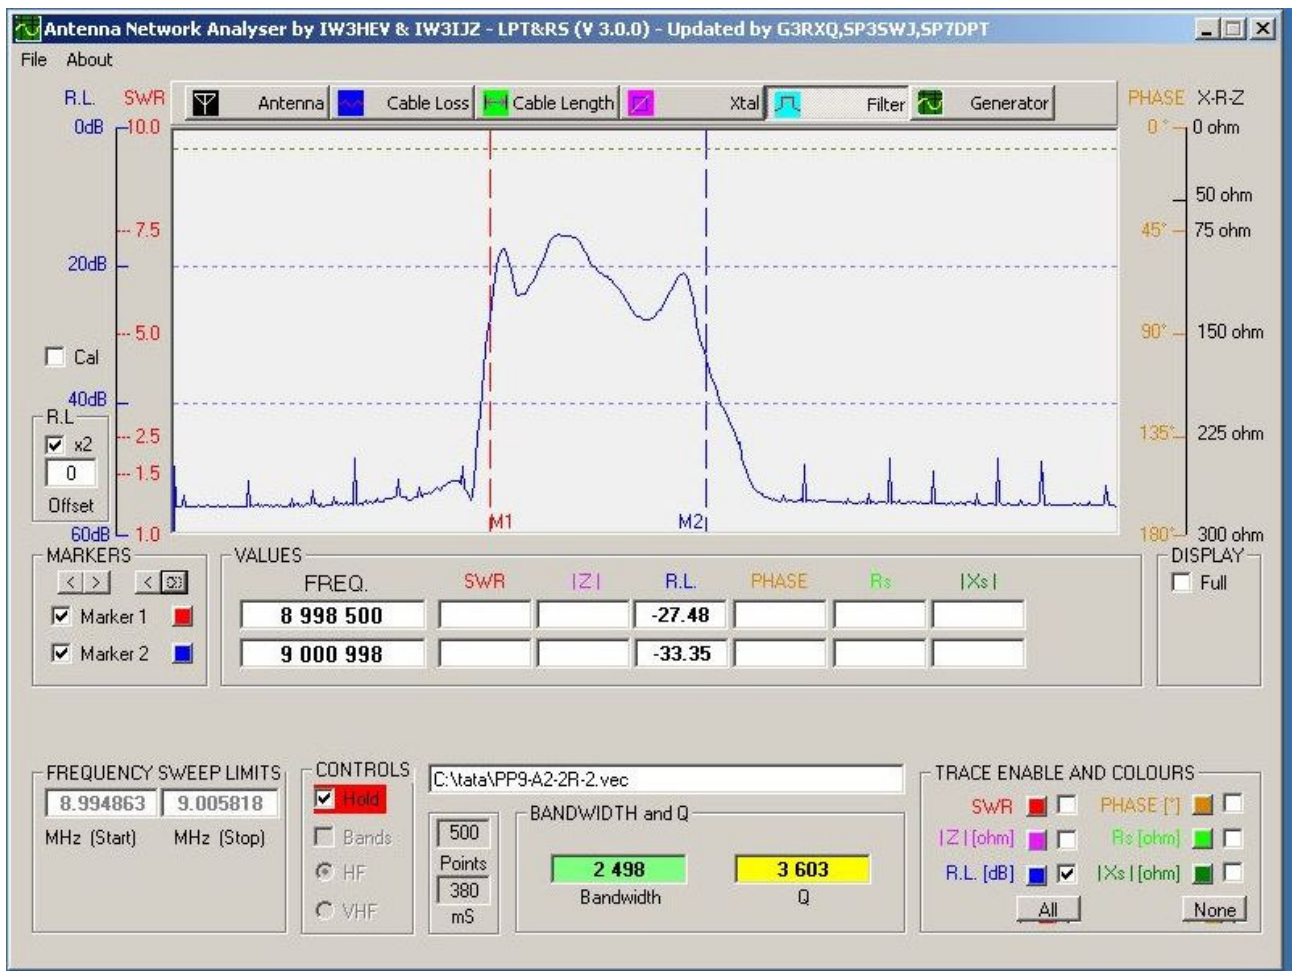 Antenna Network Analyser by IW3HEV & IW3IJZ - LPT&RS (V 3.0.0) - Updated by G3RXQ,SP3SWJ,SP7DPT
File About
R.L. SWR Antenna Cable Loss Cable Length Xtal Filter Generator PHASE X-R-Z
0dB 10.0 0 ° 0 ohm
50 ohm
7.5 45° 75 ohm
20dB
5.0 90° 150 ohm
Cal
40dB
R.L
x2 2.5 135° 225 ohm
0 1.5
Offset
M1 M2
60dB 1.0 180° 300 ohm
MARKERS VALUES DISPLAY
< > < FREQ. SWR |Z| R.L. PHASE Rs |Xs| Full
Marker 1 8 998 500 -27.48
Marker 2 9 000 998 -33.35
FREQUENCY SWEEP LIMITS CONTROLS C:\tata\PP9-A2-2R-2.vec TRACE ENABLE AND COLOURS
8.994863 9.005818 Hold BANDWIDTH and Q SWR PHASE [°]
MHz (Start) MHz (Stop) Bands 500 |Z| [ohm] Rs [ohm]
HF Points 2 498 3 603 R.L. [dB] |Xs| [ohm]
380 Bandwidth Q
VHF mS All None